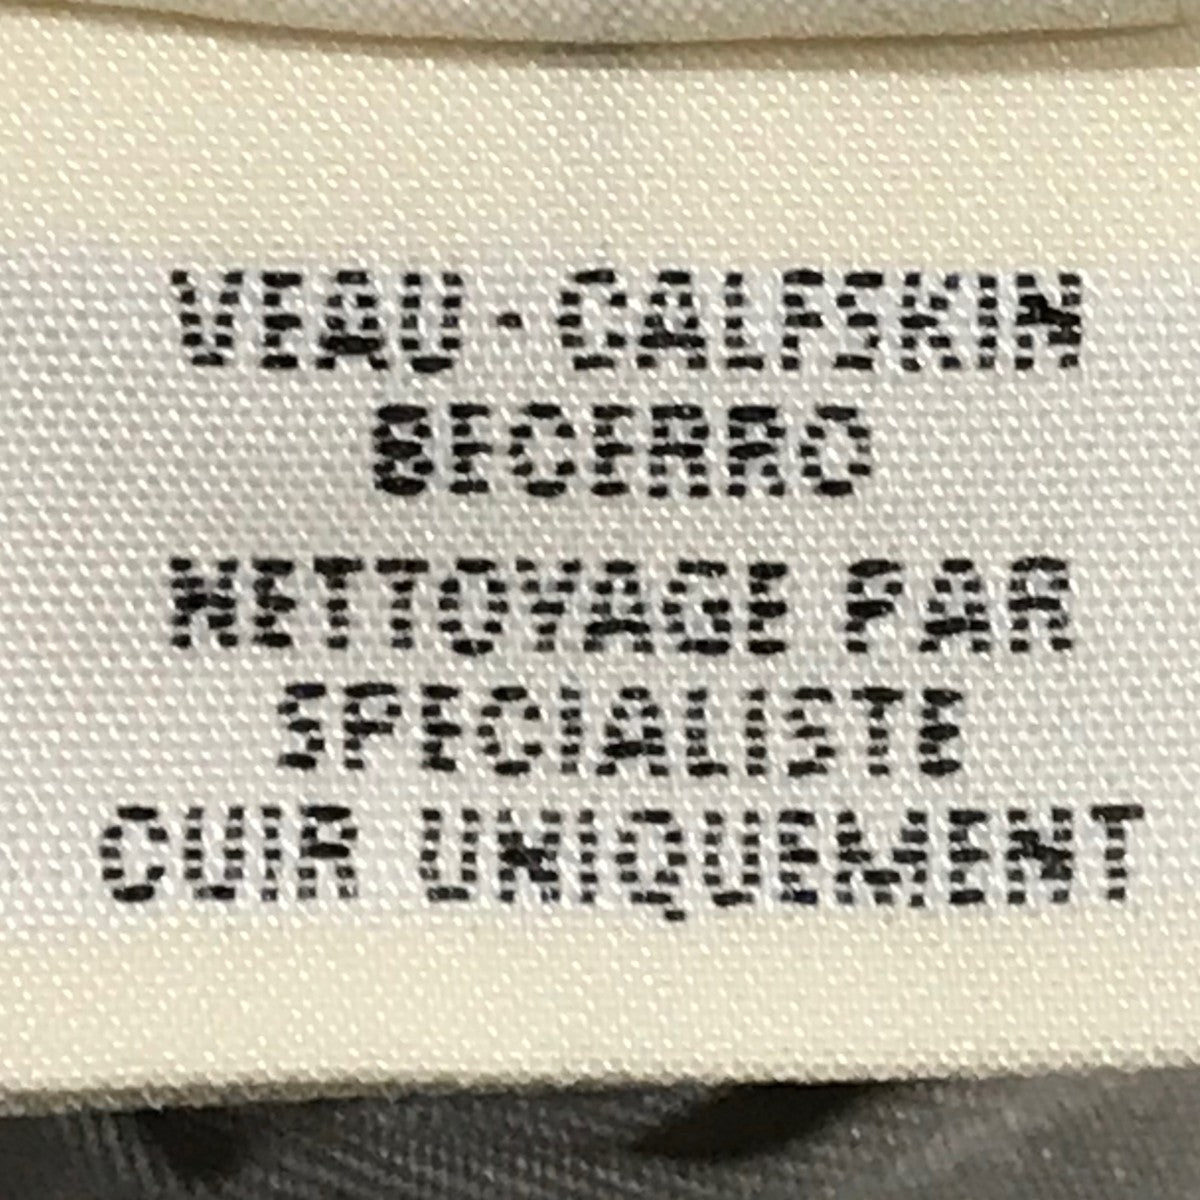 VEAU - CALFSKIN
BECERRO
NETTOYAGE PAR
SPECIALISTE
CUIR UNIQUEMENT